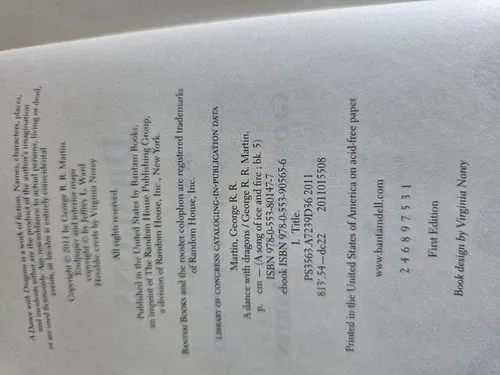 A Dance with Dragons is a work of fiction. Names, characters, places,
and incidents either are the product of the author's imagination
or are used fictitiously. Any resemblance to actual persons, living or dead,
events, or locales is entirely coincidental.
Copyright © 2011 by George R. R. Martin
Endpaper and interior maps
copyright © by Jeffrey L. Ward
Heraldic crests by Virginia Norey
All rights reserved.
Published in the United States by Bantam Books,
an imprint of The Random House Publishing Group,
a division of Random House, Inc., New York.
BANTAM BOOKS and the rooster colophon are registered trademarks
of Random House, Inc.
LIBRARY OF CONGRESS CATALOGING-IN-PUBLICATION DATA
Martin, George R. R.
A dance with dragons / George R. R. Martin.
p. cm — (A song of ice and fire ; bk. 5)
ISBN 978-0-553-80147-7
ebook ISBN 978-0-553-90565-6
I. Title.
PS3563.A7239D36 2011
813'.54—dc22 2011015508
Printed in the United States of America on acid-free paper
www.bantamdell.com
2 4 6 8 9 7 5 3 1
First Edition
Book design by Virginia Norey